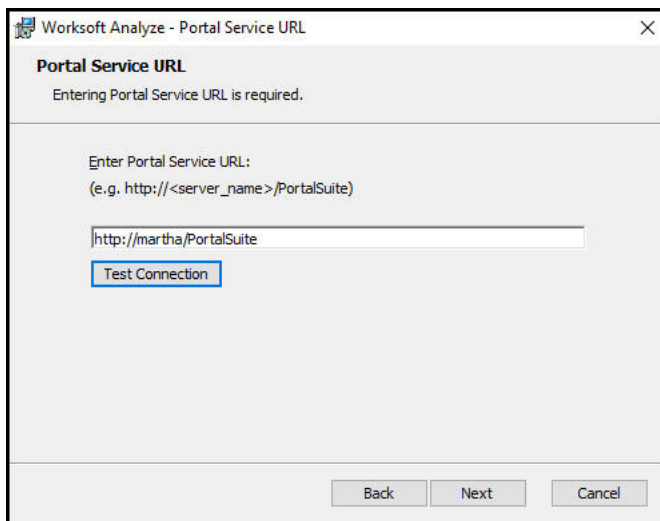 Worksoft Analyze - Portal Service URL
Portal Service URL
Entering Portal Service URL is required.
Enter Portal Service URL:
(e.g. http://<server_name>/PortalSuite)
http://martha/PortalSuite
Test Connection
Back Next Cancel